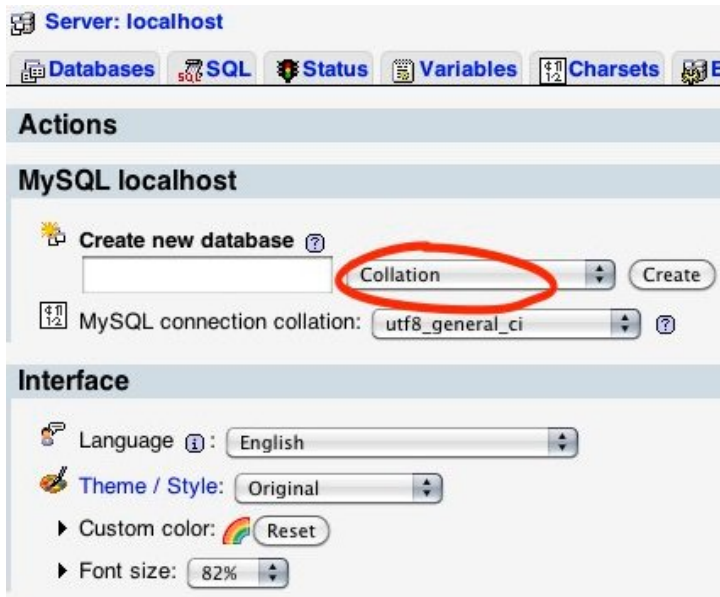 Server: localhost
Databases SQL Status Variables Charsets E
Actions
MySQL localhost
Create new database
Collation Create
MySQL connection collation: utf8_general_ci
Interface
Language : English
Theme / Style: Original
Custom color: Reset
Font size: 82%